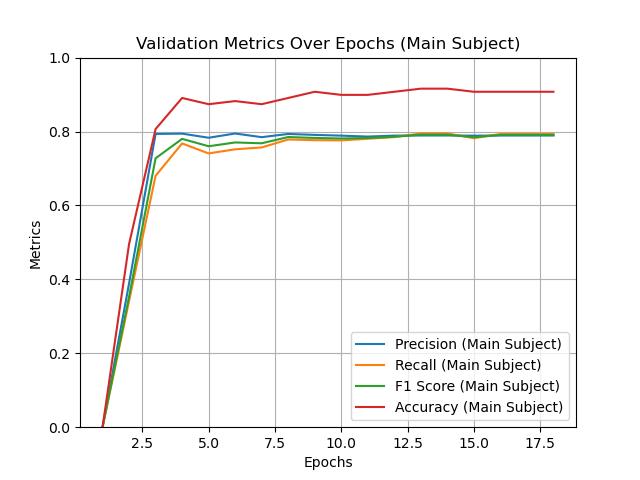 Validation Metrics Over Epochs (Main Subject)
1.0
0.8
0.6
0.4
0.2
0.0
Metrics
Precision (Main Subject)
Recall (Main Subject)
F1 Score (Main Subject)
Accuracy (Main Subject)
2.5 5.0 7.5 10.0 12.5 15.0 17.5
Epochs